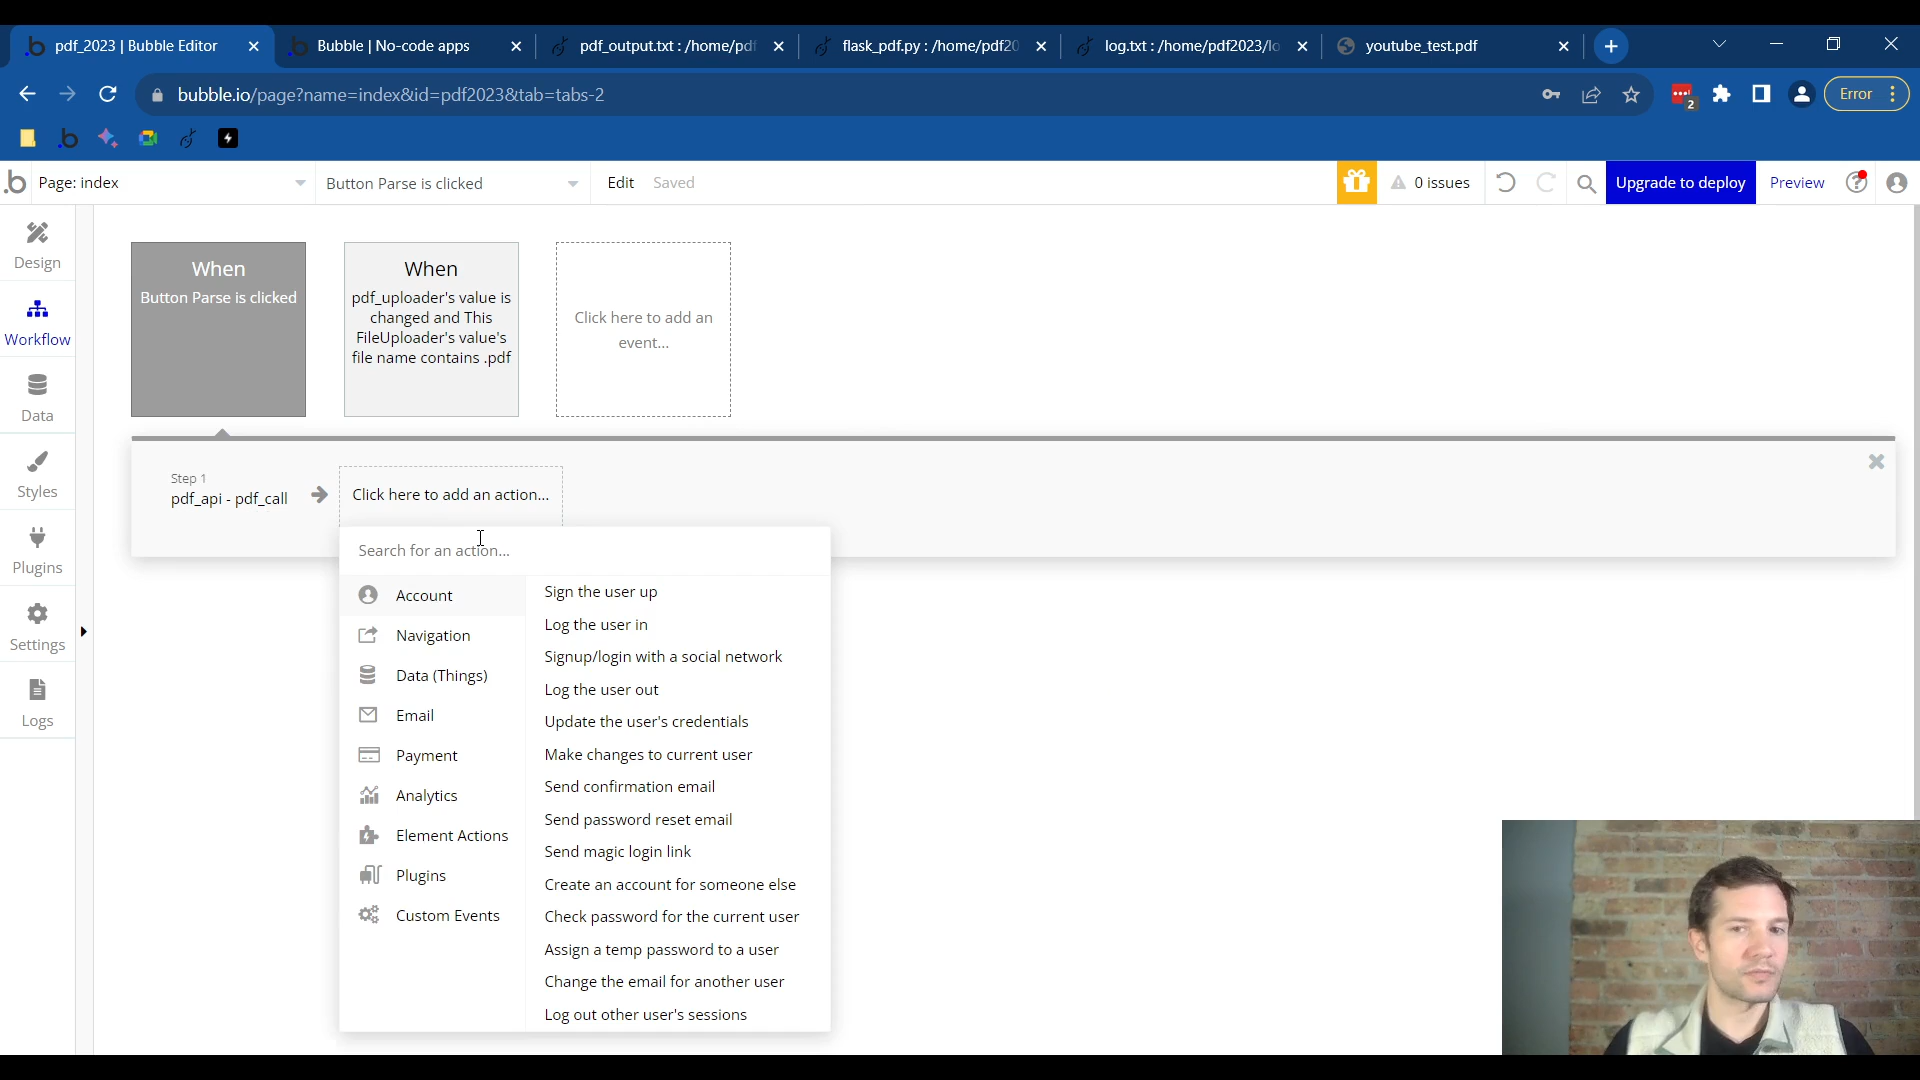 pdf_2023 | Bubble Editor
Bubble | No-code apps
pdf_output.txt : /home/pd
flask_pdf.py : /home/pdf20
log.txt : /home/pdf2023/lo
youtube_test.pdf
bubble.io/page?name=index&id=pdf2023&tab=tabs-2
2
Error
Page: index
Button Parse is clicked
Edit
Saved
0 issues
Upgrade to deploy
Preview
Design
Workflow
Data
Styles
Plugins
Settings
Logs
When
Button Parse is clicked
When
pdf_uploader's value is
changed and This
FileUploader's value's
file name contains .pdf
Click here to add an
event...
Step 1
pdf_api - pdf_call
Click here to add an action...
Search for an action...
Account
Navigation
Data (Things)
Email
Payment
Analytics
Element Actions
Plugins
Custom Events
Sign the user up
Log the user in
Signup/login with a social network
Log the user out
Update the user's credentials
Make changes to current user
Send confirmation email
Send password reset email
Send magic login link
Create an account for someone else
Check password for the current user
Assign a temp password to a user
Change the email for another user
Log out other user's sessions